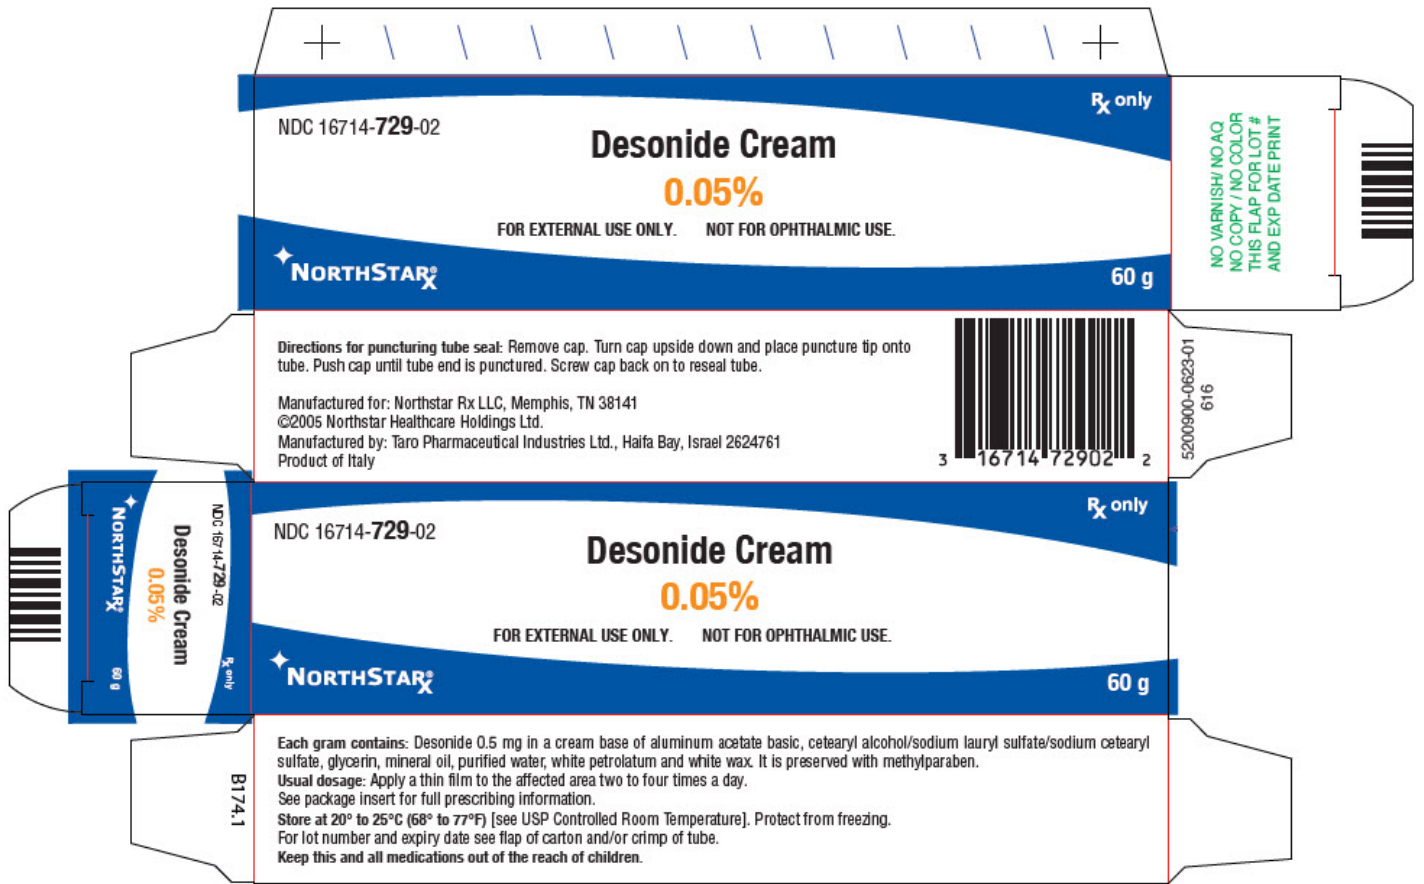 NDC 16714-729-02
Rx only
Desonide Cream
0.05%
FOR EXTERNAL USE ONLY. NOT FOR OPHTHALMIC USE.
NORTHSTARX®
60 g
NO VARNISH/ NO AQ
NO COPY / NO COLOR
THIS FLAP FOR LOT #
AND EXP DATE PRINT
Directions for puncturing tube seal: Remove cap. Turn cap upside down and place puncture tip onto
tube. Push cap until tube end is punctured. Screw cap back on to reseal tube.
Manufactured for: Northstar Rx LLC, Memphis, TN 38141
©2005 Northstar Healthcare Holdings Ltd.
Manufactured by: Taro Pharmaceutical Industries Ltd., Haifa Bay, Israel 2624761
Product of Italy
3 16714 72902 2
5200900-0623-01
616
NDC 16714-729-02
Rx only
Desonide Cream
0.05%
NORTHSTARX®
60 g
NDC 16714-729-02
Rx only
Desonide Cream
0.05%
FOR EXTERNAL USE ONLY. NOT FOR OPHTHALMIC USE.
NORTHSTARX®
60 g
Each gram contains: Desonide 0.5 mg in a cream base of aluminum acetate basic, cetearyl alcohol/sodium lauryl sulfate/sodium cetearyl
sulfate, glycerin, mineral oil, purified water, white petrolatum and white wax. It is preserved with methylparaben.
Usual dosage: Apply a thin film to the affected area two to four times a day.
See package insert for full prescribing information.
Store at 20° to 25°C (68° to 77°F) [see USP Controlled Room Temperature]. Protect from freezing.
For lot number and expiry date see flap of carton and/or crimp of tube.
Keep this and all medications out of the reach of children.
B174.1